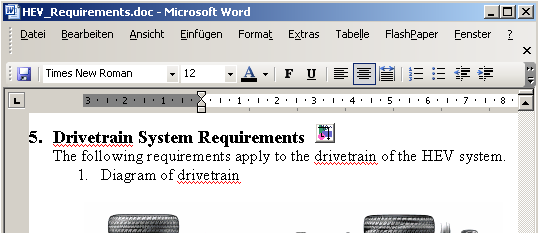 HEV_Requirements.doc - Microsoft Word
Datei Bearbeiten Ansicht Einfügen Format Extras Tabelle FlashPaper Fenster ?
Times New Roman 12 A F U
L 3 2 1 1 2 3 4 5 6 7 8
5. Drivetrain System Requirements
The following requirements apply to the drivetrain of the HEV system.
1. Diagram of drivetrain